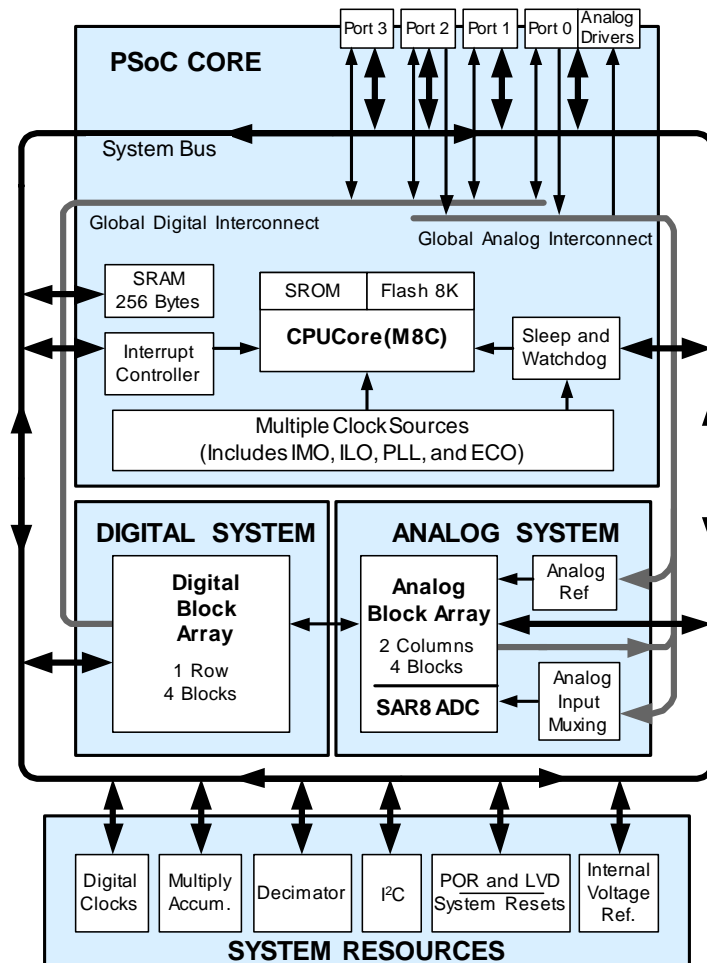 Port 3
Port 2
Port 1
Port 0
Analog
Drivers
PSoC CORE
System Bus
Global Digital Interconnect
Global Analog Interconnect
SRAM
256 Bytes
SROM
Flash 8K
CPUCore(M8C)
Interrupt
Controller
Sleep and
Watchdog
Multiple Clock Sources
(Includes IMO, ILO, PLL, and ECO)
DIGITAL SYSTEM
Digital
Block
Array
1 Row
4 Blocks
ANALOG SYSTEM
Analog
Block Array
2 Columns
4 Blocks
SAR8 ADC
Analog
Ref
Analog
Input
Muxing
Digital
Clocks
Multiply
Accum.
Decimator
I²C
POR and LVD
System Resets
Internal
Voltage
Ref.
SYSTEM RESOURCES